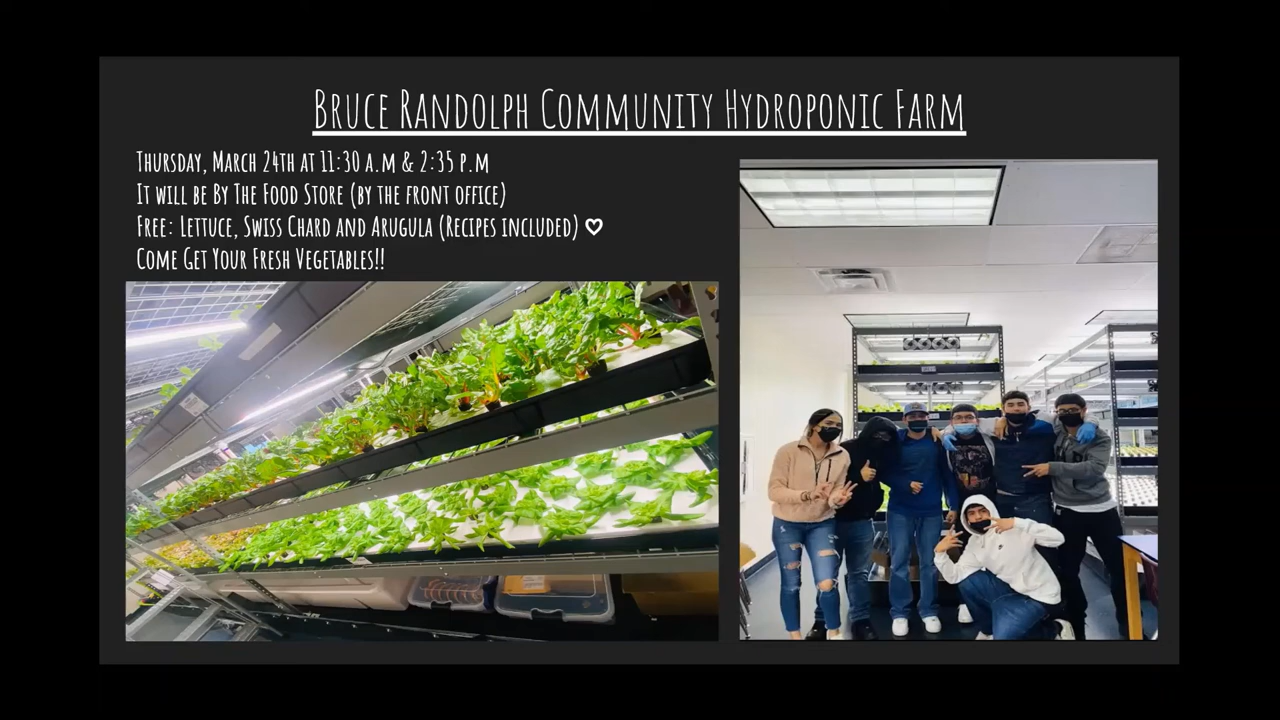 Bruce Randolph Community Hydroponic Farm
Thursday, March 24th at 11:30 a.m & 2:35 p.m
It will be By The Food Store (by the front office)
Free: Lettuce, Swiss Chard and Arugula (Recipes included) ♡
Come Get Your Fresh Vegetables!!